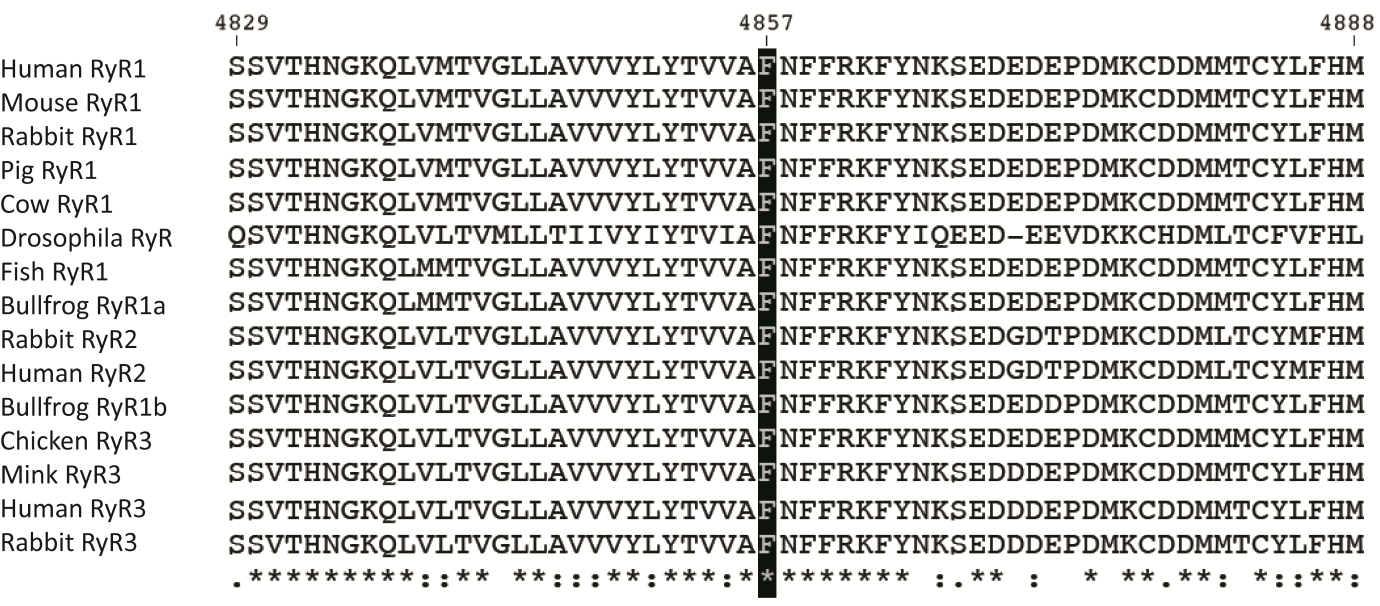 4829 4857 4888
Human RyR1 SSVTHNGKQLVMTVGLLAVVVYLYTVVAFNFFRKFYNKSEDEDEPDMKCDDMMTCYLFHM
Mouse RyR1 SSVTHNGKQLVMTVGLLAVVVYLYTVVAFNFFRKFYNKSEDEDEPDMKCDDMMTCYLFHM
Rabbit RyR1 SSVTHNGKQLVMTVGLLAVVVYLYTVVAFNFFRKFYNKSEDEDEPDMKCDDMMTCYLFHM
Pig RyR1 SSVTHNGKQLVMTVGLLAVVVYLYTVVAFNFFRKFYNKSEDEDEPDMKCDDMMTCYLFHM
Cow RyR1 SSVTHNGKQLVMTVGLLAVVVYLYTVVAFNFFRKFYNKSEDEDEPDMKCDDMMTCYLFHM
Drosophila RyR QSVTHNGKQLVLTVMLLTIIVYIYTVIAFNFFRKFYIQEED-EEVDKKCHDMLTCFVFHL
Fish RyR1 SSVTHNGKQLMMTVGLLAVVVYLYTVVAFNFFRKFYNKSEDEDEPDMKCDDMMTCYLFHM
Bullfrog RyR1a SSVTHNGKQLMMTVGLLAVVVYLYTVVAFNFFRKFYNKSEDEDEPDMKCDDMMTCYLFHM
Rabbit RyR2 SSVTHNGKQLVLTVGLLAVVVYLYTVVAFNFFRKFYNKSEDGDTPDMKCDDMLTCYMFHM
Human RyR2 SSVTHNGKQLVLTVGLLAVVVYLYTVVAFNFFRKFYNKSEDGDTPDMKCDDMLTCYMFHM
Bullfrog RyR1b SSVTHNGKQLVLTVGLLAVVVYLYTVVAFNFFRKFYNKSEDEDDPDMKCDDMMTCYLFHM
Chicken RyR3 SSVTHNGKQLVLTVGLLAVVVYLYTVVAFNFFRKFYNKSEDEDEPDMKCDDMMMCYLFHM
Mink RyR3 SSVTHNGKQLVLTVGLLAVVVYLYTVVAFNFFRKFYNKSEDDDEPDMKCDDMMTCYLFHM
Human RyR3 SSVTHNGKQLVLTVGLLAVVVYLYTVVAFNFFRKFYNKSEDDDEPDMKCDDMMTCYLFHM
Rabbit RyR3 SSVTHNGKQLVLTVGLLAVVVYLYTVVAFNFFRKFYNKSEDDDEPDMKCDDMMTCYLFHM
.*********::** **:::**:***:********* :.** :  * **.**: *::**: